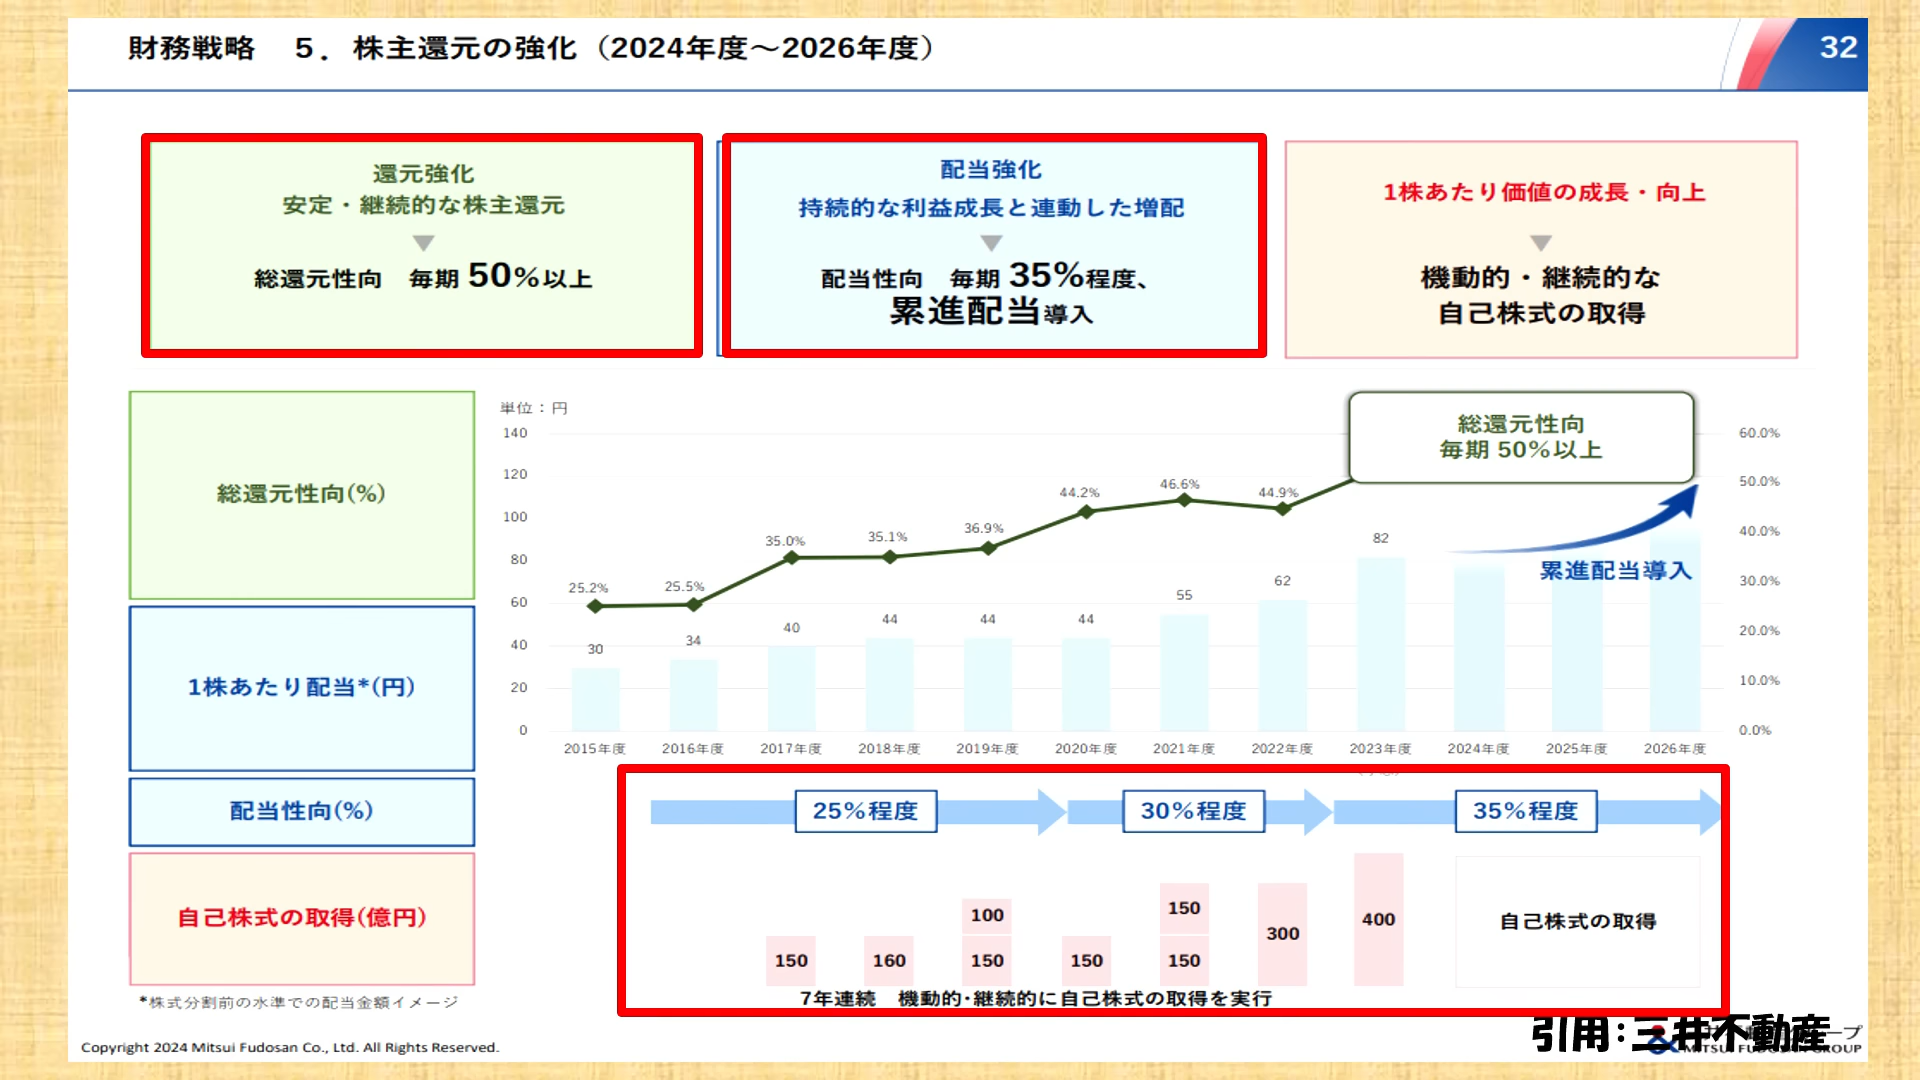 財務戦略　５．株主還元の強化（2024年度～2026年度）
32
還元強化
安定・継続的な株主還元
総還元性向　毎期 50%以上
配当強化
持続的な利益成長と連動した増配
配当性向　毎期 35%程度、
累進配当導入
1株あたり価値の成長・向上
機動的・継続的な
自己株式の取得
総還元性向(%)
1株あたり配当*(円)
配当性向(%)
自己株式の取得(億円)
*株式分割前の水準での配当金額イメージ
単位：円
140
120
100
80
60
40
20
0
60.0%
50.0%
40.0%
30.0%
20.0%
10.0%
0.0%
総還元性向
毎期 50%以上
25.2%
25.5%
35.0%
35.1%
36.9%
44.2%
46.6%
44.9%
30
34
40
44
44
44
55
62
82
累進配当導入
2015年度
2016年度
2017年度
2018年度
2019年度
2020年度
2021年度
2022年度
2023年度
2024年度
2025年度
2026年度
25%程度
30%程度
35%程度
150
160
100
150
150
150
150
300
400
自己株式の取得
7年連続　機動的･継続的に自己株式の取得を実行
引用:三井不動産
MITSUI FUDOSAN GROUP
Copyright 2024 Mitsui Fudosan Co., Ltd. All Rights Reserved.